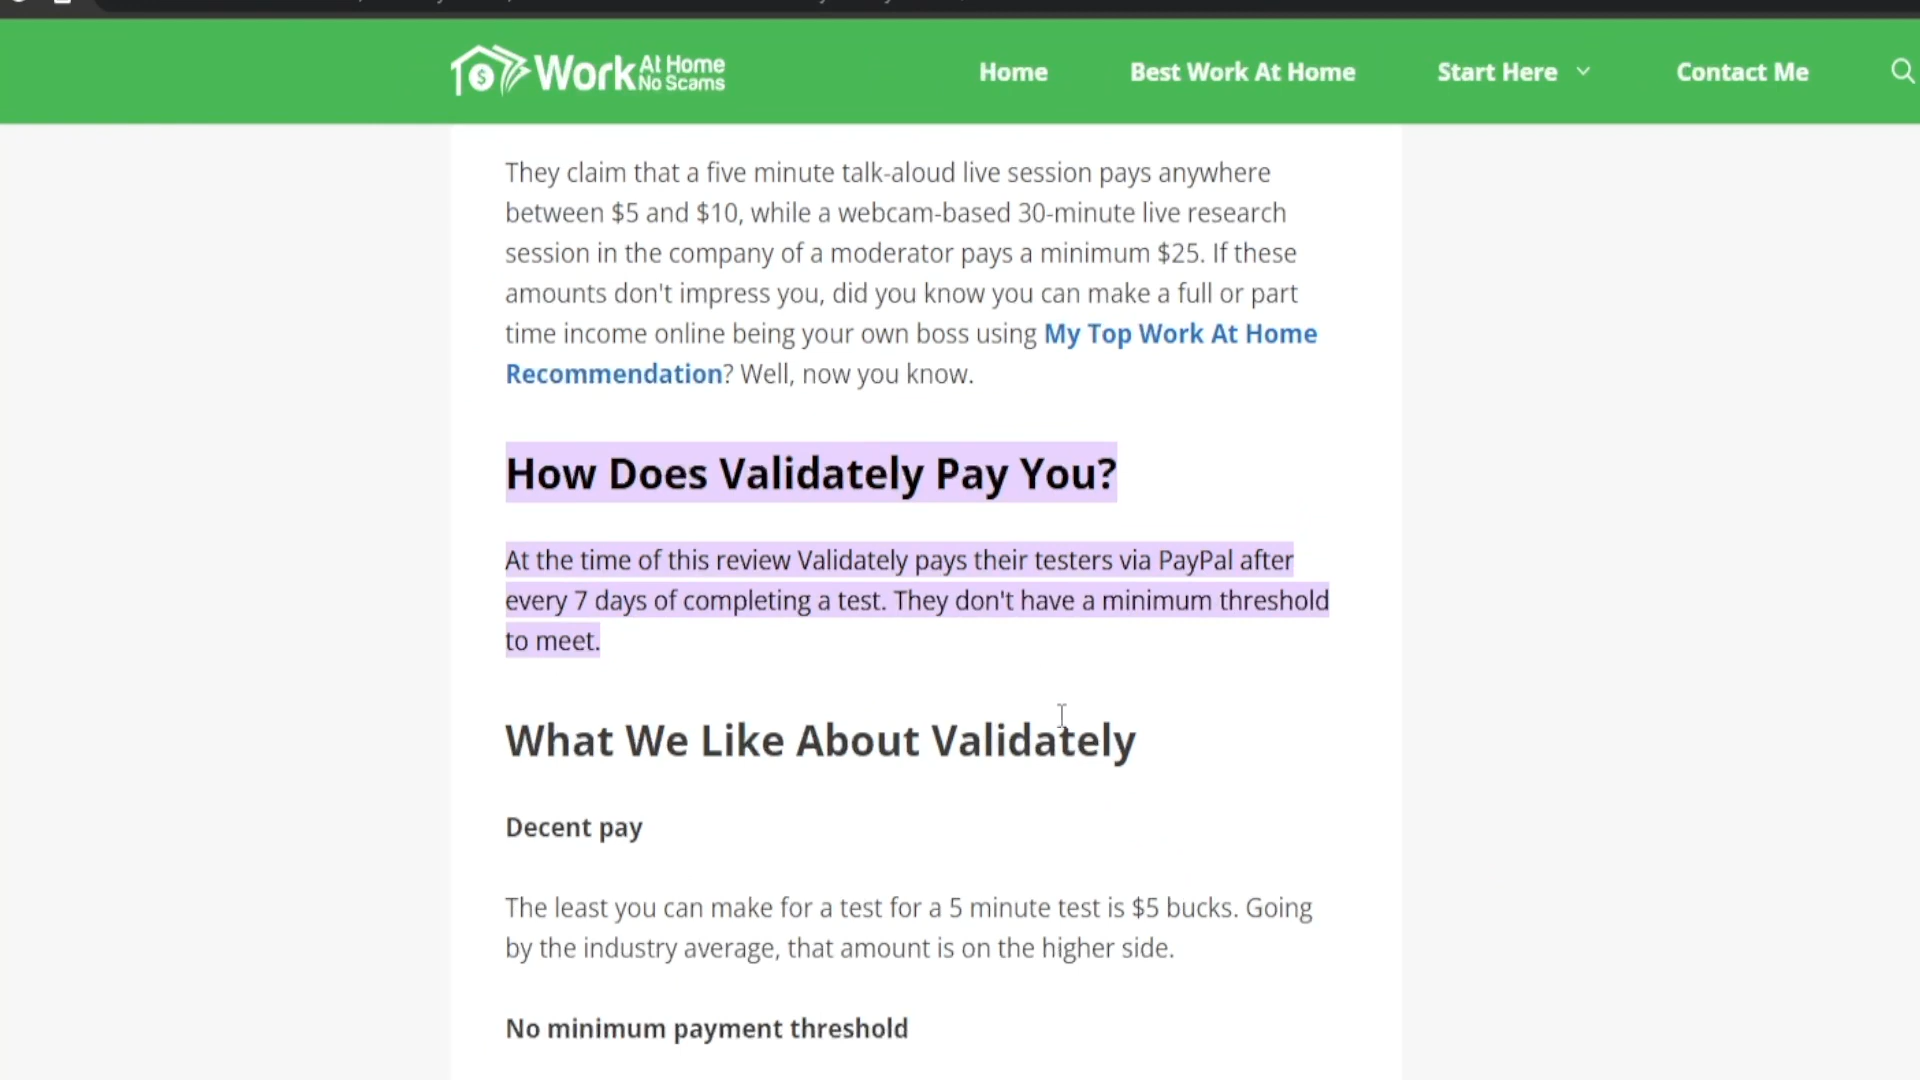 Work At Home No Scams
Home
Best Work At Home
Start Here
Contact Me
They claim that a five minute talk-aloud live session pays anywhere
between $5 and $10, while a webcam-based 30-minute live research
session in the company of a moderator pays a minimum $25. If these
amounts don't impress you, did you know you can make a full or part
time income online being your own boss using My Top Work At Home
Recommendation? Well, now you know.
How Does Validately Pay You?
At the time of this review Validately pays their testers via PayPal after
every 7 days of completing a test. They don't have a minimum threshold
to meet.
What We Like About Validately
Decent pay
The least you can make for a test for a 5 minute test is $5 bucks. Going
by the industry average, that amount is on the higher side.
No minimum payment threshold